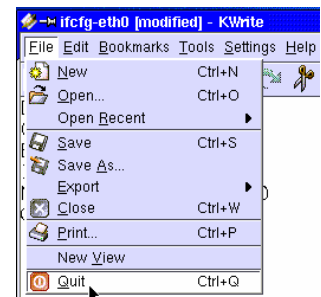 ifcfg-eth0 [modified] - KWrite
File Edit Bookmarks Tools Settings Help
New Ctrl+N
Open... Ctrl+O
Open Recent
Save Ctrl+S
Save As...
Export
Close Ctrl+W
Print... Ctrl+P
New View
Quit Ctrl+Q